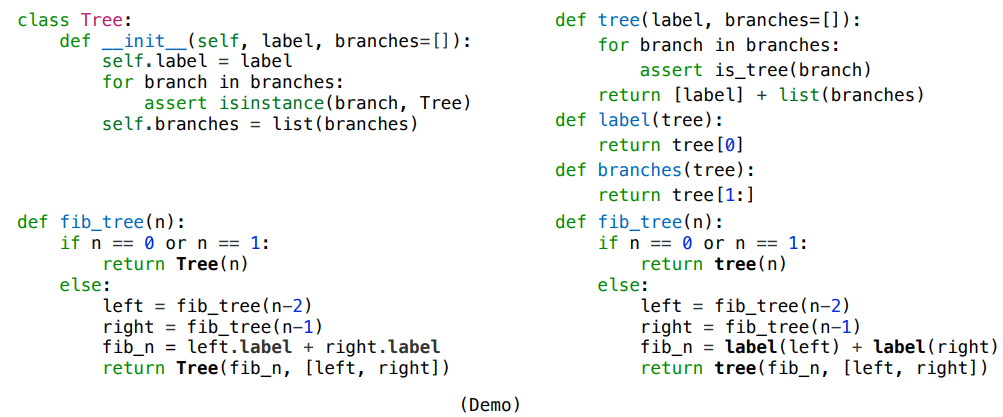 class Tree:
    def __init__(self, label, branches=[]):
        self.label = label
        for branch in branches:
            assert isinstance(branch, Tree)
        self.branches = list(branches)
def fib_tree(n):
    if n == 0 or n == 1:
        return Tree(n)
    else:
        left = fib_tree(n-2)
        right = fib_tree(n-1)
        fib_n = left.label + right.label
        return Tree(fib_n, [left, right])
def tree(label, branches=[]):
    for branch in branches:
        assert is_tree(branch)
    return [label] + list(branches)
def label(tree):
    return tree[0]
def branches(tree):
    return tree[1:]
def fib_tree(n):
    if n == 0 or n == 1:
        return tree(n)
    else:
        left = fib_tree(n-2)
        right = fib_tree(n-1)
        fib_n = label(left) + label(right)
        return tree(fib_n, [left, right])
(Demo)